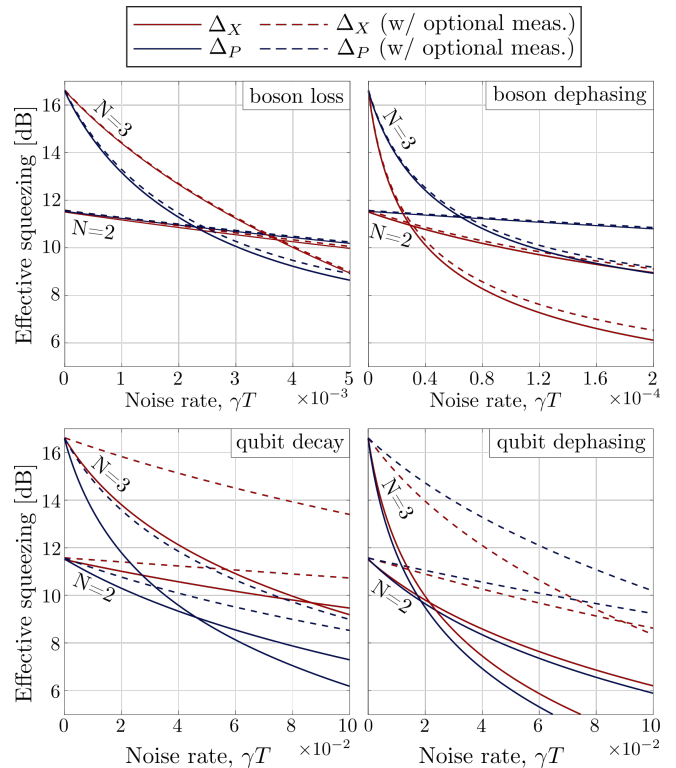 Δ_X Δ_X (w/ optional meas.)
Δ_P Δ_P (w/ optional meas.)
Effective squeezing [dB]
16
14
12
10
8
6
boson loss
N=3
N=2
0 1 2 3 4 5
Noise rate, γT ×10⁻³
boson dephasing
N=3
N=2
0 0.4 0.8 1.2 1.6 2
Noise rate, γT ×10⁻⁴
Effective squeezing [dB]
16
14
12
10
8
6
qubit decay
N=3
N=2
0 2 4 6 8 10
Noise rate, γT ×10⁻²
qubit dephasing
N=3
N=2
0 2 4 6 8 10
Noise rate, γT ×10⁻²